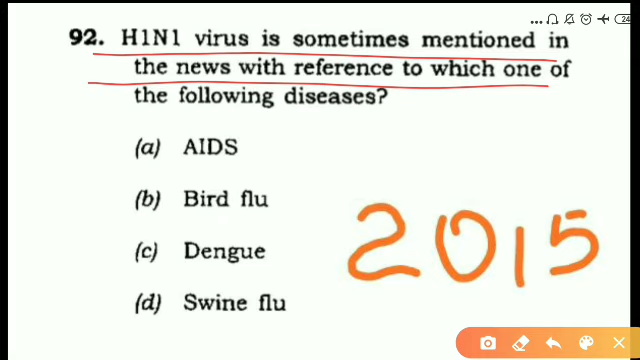 ... 24
92. H1N1 virus is sometimes mentioned in
the news with reference to which one of
the following diseases?
(a) AIDS
(b) Bird flu
(c) Dengue
(d) Swine flu
2015